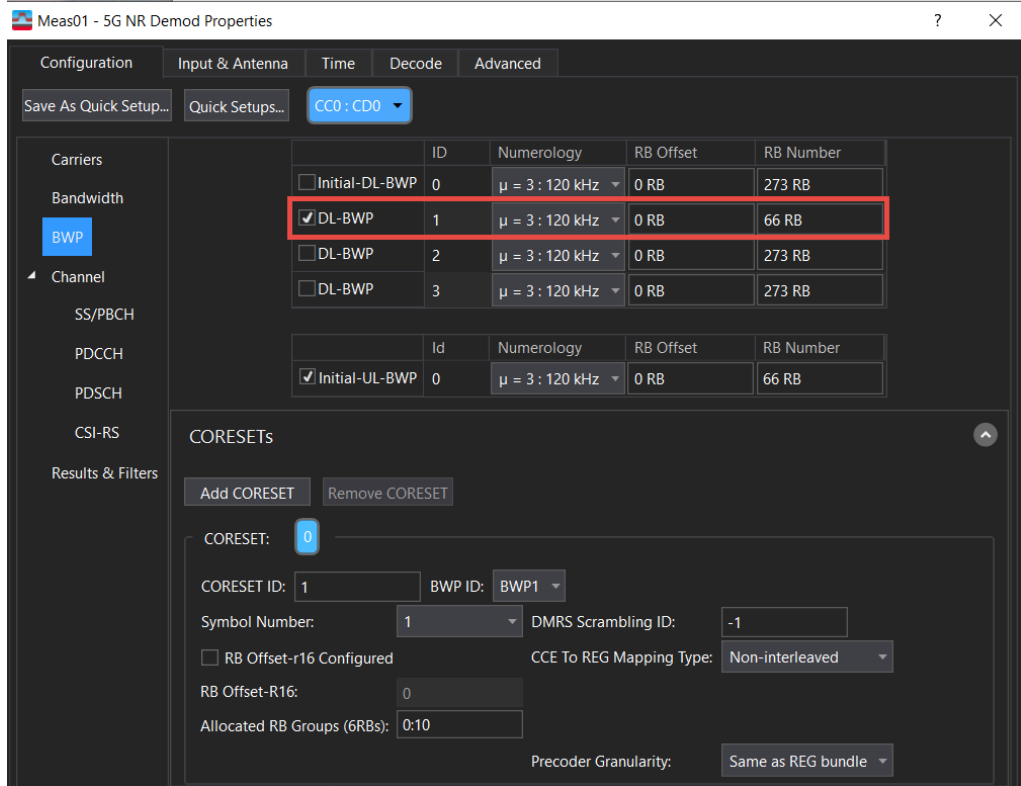 Meas01 - 5G NR Demod Properties ? ×
Configuration Input & Antenna Time Decode Advanced
Save As Quick Setup... Quick Setups... CC0 : CD0
Carriers
Bandwidth
BWP
Channel
SS/PBCH
PDCCH
PDSCH
CSI-RS
Results & Filters
ID Numerology RB Offset RB Number
Initial-DL-BWP 0 μ = 3 : 120 kHz 0 RB 273 RB
DL-BWP 1 μ = 3 : 120 kHz 0 RB 66 RB
DL-BWP 2 μ = 3 : 120 kHz 0 RB 273 RB
DL-BWP 3 μ = 3 : 120 kHz 0 RB 273 RB
Id Numerology RB Offset RB Number
Initial-UL-BWP 0 μ = 3 : 120 kHz 0 RB 66 RB
CORESETs
Add CORESET Remove CORESET
CORESET: 0
CORESET ID: 1 BWP ID: BWP1
Symbol Number: 1 DMRS Scrambling ID: -1
RB Offset-r16 Configured CCE To REG Mapping Type: Non-interleaved
RB Offset-R16: 0
Allocated RB Groups (6RBs): 0:10
Precoder Granularity: Same as REG bundle